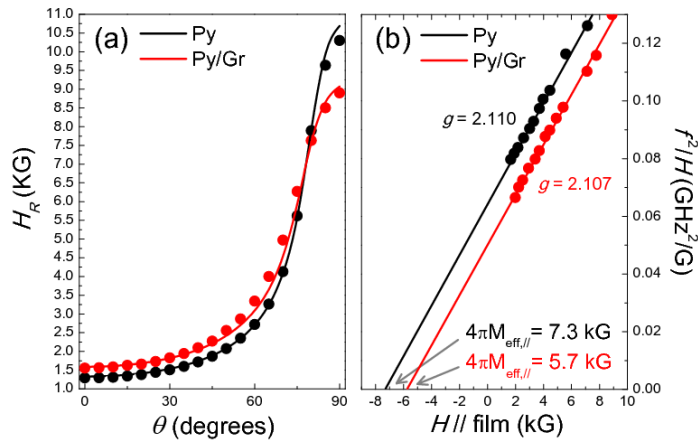 (a)
Py
Py/Gr
H_R (KG)
11.0
10.5
10.0
9.5
9.0
8.5
8.0
7.5
7.0
6.5
6.0
5.5
5.0
4.5
4.0
3.5
3.0
2.5
2.0
1.5
1.0
0 30 60 90
θ (degrees)
(b)
Py
Py/Gr
g = 2.110
g = 2.107
4πM_eff,// = 7.3 kG
4πM_eff,// = 5.7 kG
0.12
0.10
0.08
0.06
0.04
0.02
0.00
f²/H (GHz²/G)
-8 -6 -4 -2 0 2 4 6 8
H // film (kG)